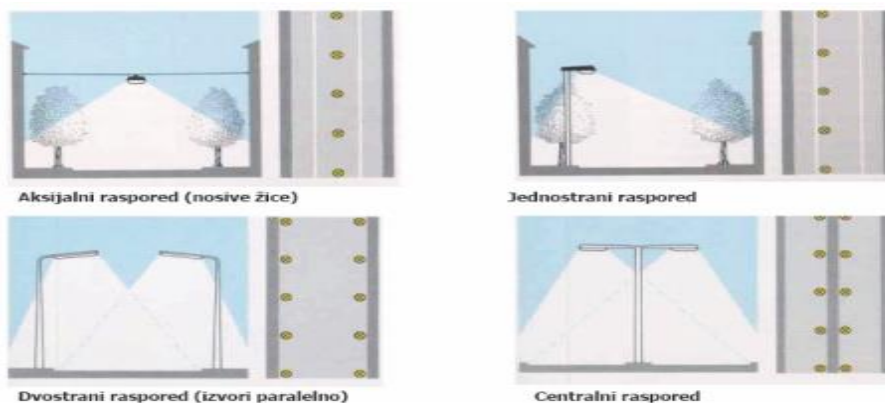 Aksijalni raspored (nosive žice)
Jednostrani raspored
Dvostrani raspored (izvori paralelno)
Centralni raspored